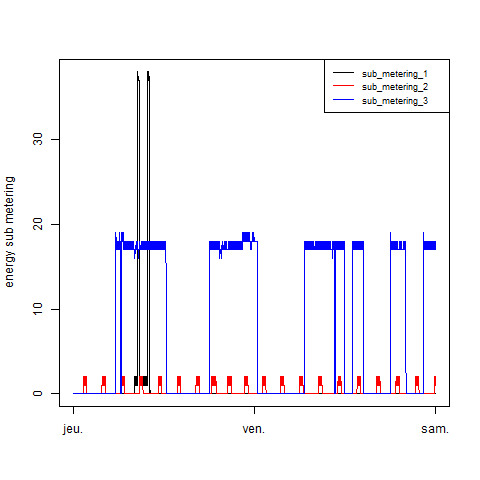 sub_metering_1
sub_metering_2
sub_metering_3
energy sub metering
30
20
10
0
jeu.
ven.
sam.